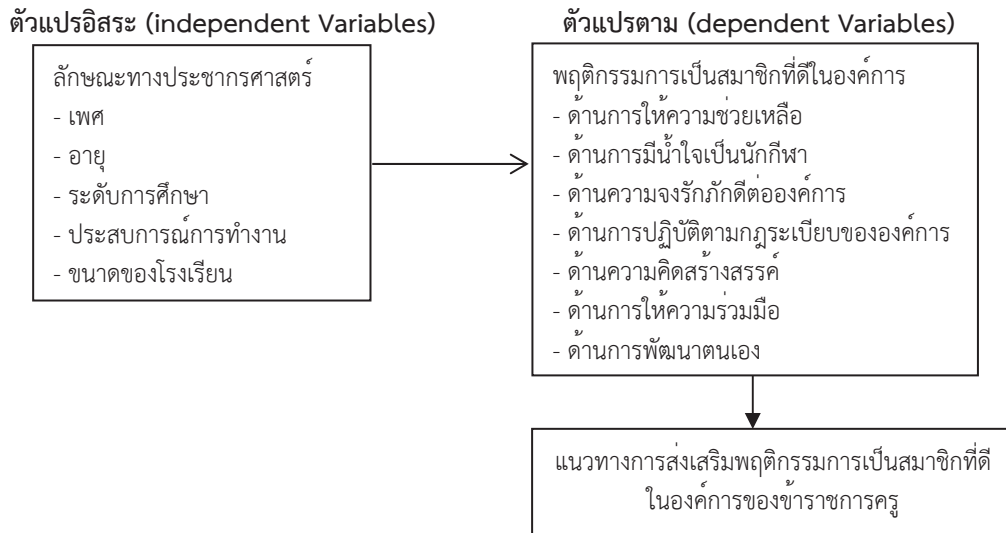 ตัวแปรอิสระ (independent Variables)
ลักษณะทางประชากรศาสตร์
- เพศ
- อายุ
- ระดับการศึกษา
- ประสบการณ์การทำงาน
- ขนาดของโรงเรียน
ตัวแปรตาม (dependent Variables)
พฤติกรรมการเป็นสมาชิกที่ดีในองค์การ
- ด้านการให้ความช่วยเหลือ
- ด้านการมีน้ำใจเป็นนักกีฬา
- ด้านความจงรักภักดีต่อองค์การ
- ด้านการปฏิบัติตามกฎระเบียบขององค์การ
- ด้านความคิดสร้างสรรค์
- ด้านการให้ความร่วมมือ
- ด้านการพัฒนาตนเอง
แนวทางการส่งเสริมพฤติกรรมการเป็นสมาชิกที่ดี
ในองค์การของข้าราชการครู